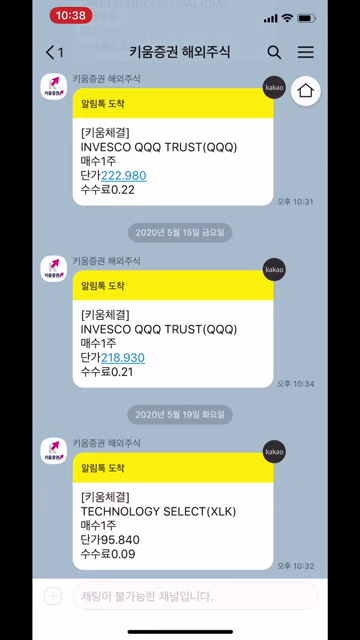 10:38
1
키움증권 해외주식
키움증권 해외주식
kakao
알림톡 도착
[키움체결]
INVESCO QQQ TRUST(QQQ)
매수1주
단가222.980
수수료0.22
오후 10:31
2020년 5월 15일 금요일
키움증권 해외주식
kakao
알림톡 도착
[키움체결]
INVESCO QQQ TRUST(QQQ)
매수1주
단가218.930
수수료0.21
오후 10:34
2020년 5월 19일 화요일
키움증권 해외주식
kakao
알림톡 도착
[키움체결]
TECHNOLOGY SELECT(XLK)
매수1주
단가95.840
수수료0.09
오후 10:32
채팅이 불가능한 채널입니다.